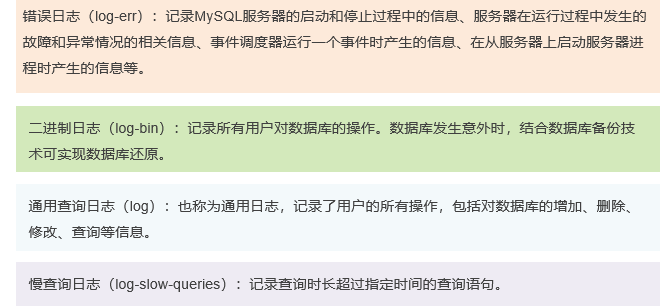 错误日志（log-err）：记录MySQL服务器的启动和停止过程中的信息、服务器在运行过程中发生的
故障和异常情况的相关信息、事件调度器运行一个事件时产生的信息、在从服务器上启动服务器进
程时产生的信息等。
二进制日志（log-bin）：记录所有用户对数据库的操作。数据库发生意外时，结合数据库备份技
术可实现数据库还原。
通用查询日志（log）：也称为通用日志，记录了用户的所有操作，包括对数据库的增加、删除、
修改、查询等信息。
慢查询日志（log-slow-queries）：记录查询时长超过指定时间的查询语句。